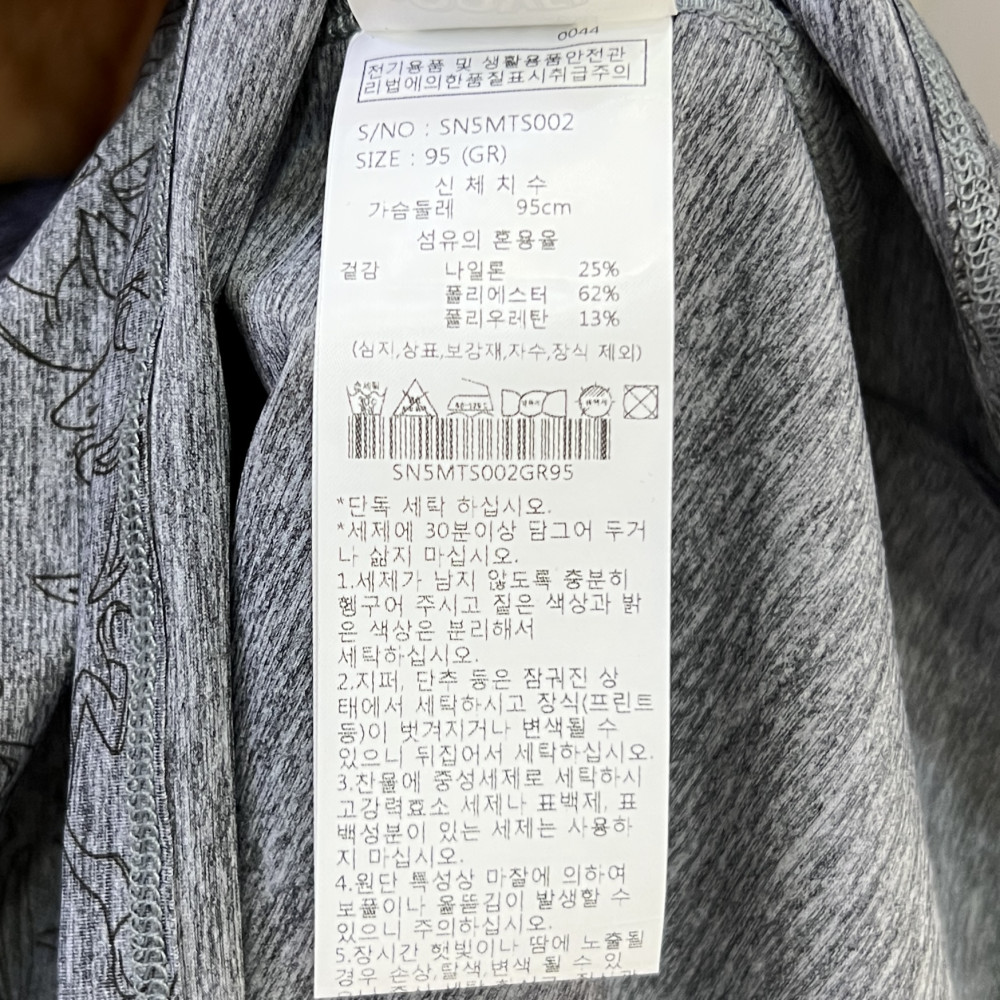 0044
전기용품 및 생활용품안전관
리법에의한품질표시취급주의
S/NO : SN5MTS002
SIZE : 95 (GR)
신 체 치 수
가슴둘레 95cm
섬유의 혼용율
겉감 나일론 25%
폴리에스터 62%
폴리우레탄 13%
(심지,상표,보강재,자수,장식 제외)
SN5MTS002GR95
*단독 세탁 하십시오.
*세제에 30분이상 담그어 두거
나 삶지 마십시오.
1.세제가 남지 않도록 충분히
헹구어 주시고 짙은 색상과 밝
은 색상은 분리해서
세탁하십시오.
2.지퍼, 단추 등은 잠궈진 상
태에서 세탁하시고 장식(프린트
등)이 벗겨지거나 변색될 수
있으니 뒤집어서 세탁하십시오.
3.찬물에 중성세제로 세탁하시
고강력효소 세제나 표백제, 표
백성분이 있는 세제는 사용하
지 마십시오.
4.원단 특성상 마찰에 의하여
보풀이나 올뜯김이 발생할 수
있으니 주의하십시오.
5.장시간 햇빛이나 땀에 노출될
경우 손상,탈색,변색 될 수 있